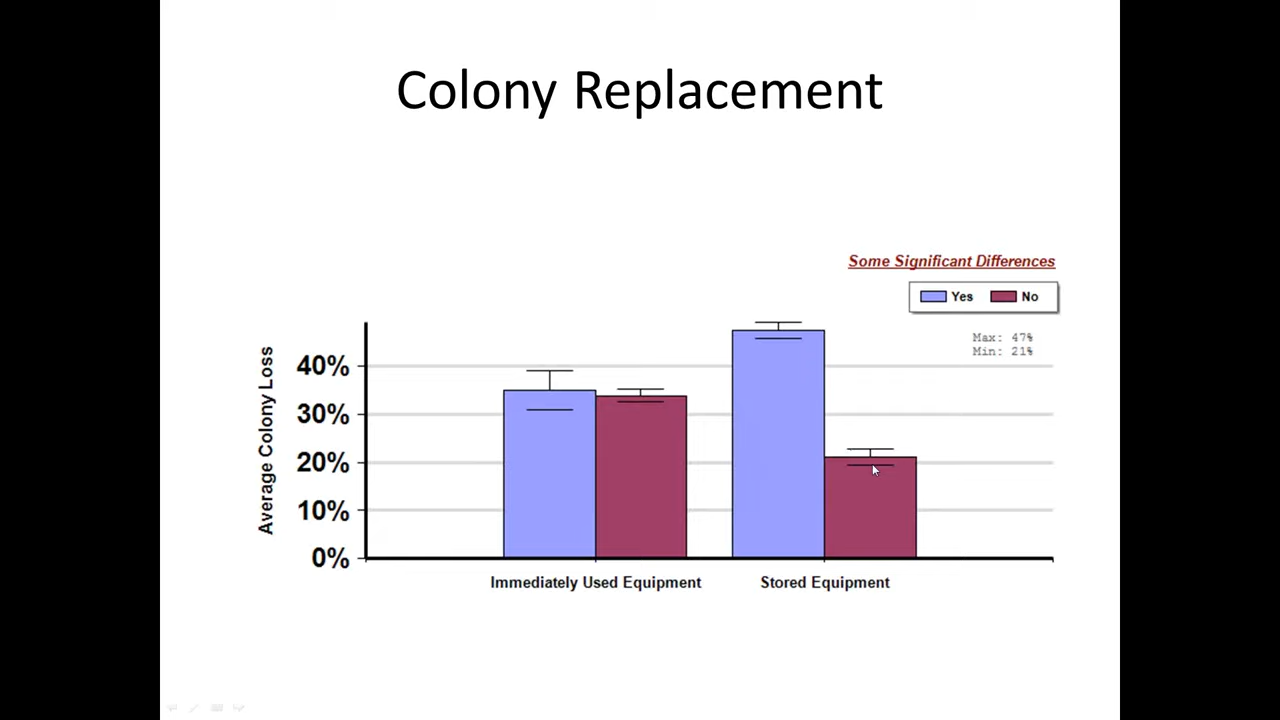 Colony Replacement
Some Significant Differences
Yes No
Max: 47%
Min: 21%
Average Colony Loss
40%
30%
20%
10%
0%
Immediately Used Equipment Stored Equipment